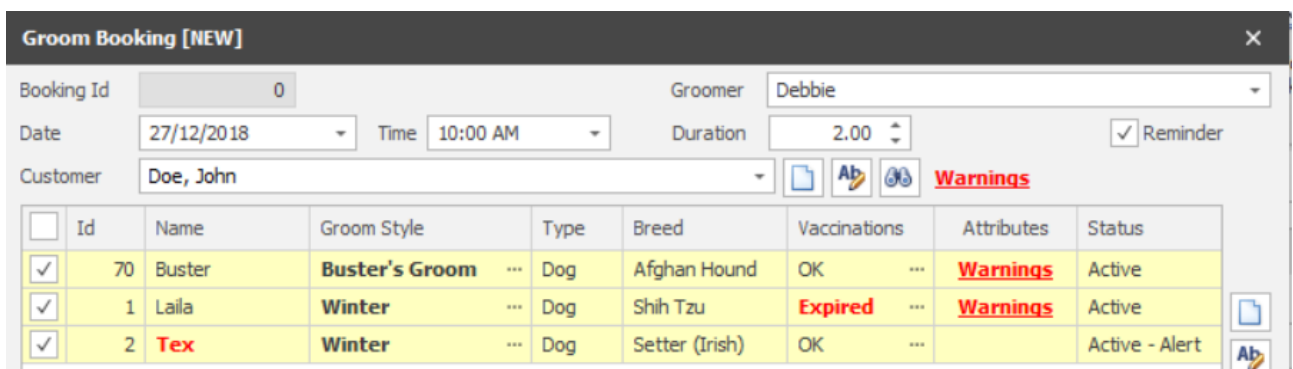 Groom Booking [NEW]
Booking Id 0 Groomer Debbie
Date 27/12/2018 Time 10:00 AM Duration 2.00 Reminder
Customer Doe, John Ab Warnings
Id Name Groom Style Type Breed Vaccinations Attributes Status
70 Buster Buster's Groom ... Dog Afghan Hound OK ... Warnings Active
1 Laila Winter ... Dog Shih Tzu Expired ... Warnings Active
2 Tex Winter ... Dog Setter (Irish) OK ... Active - Alert
Ab